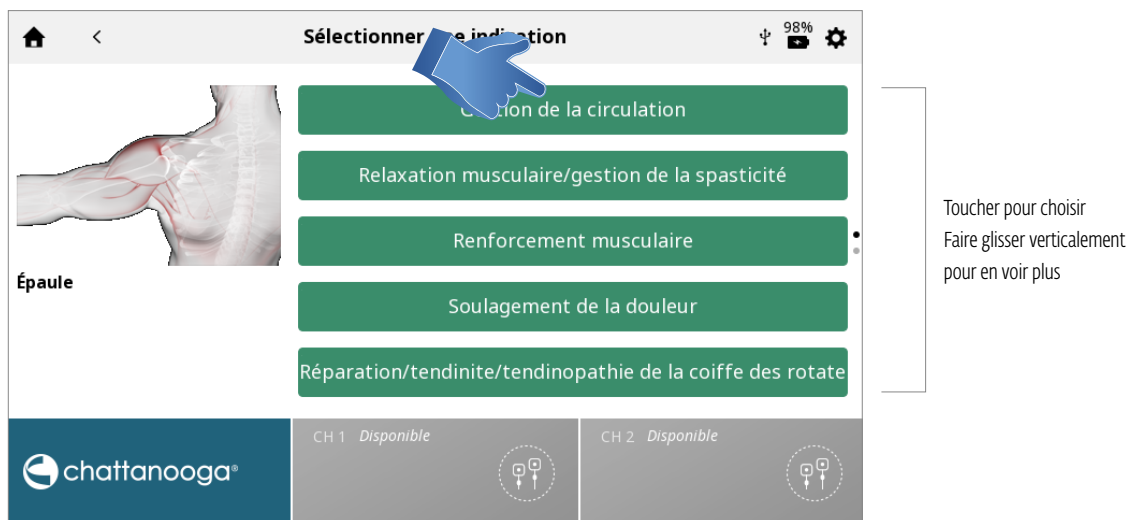 Sélectionner indication
98%
de la circulation
Relaxation musculaire/gestion de la spasticité
Renforcement musculaire
Soulagement de la douleur
Réparation/tendinite/tendinopathie de la coiffe des rotate
Épaule
Toucher pour choisir
Faire glisser verticalement
pour en voir plus
chattanooga®
CH 1 Disponible
CH 2 Disponible